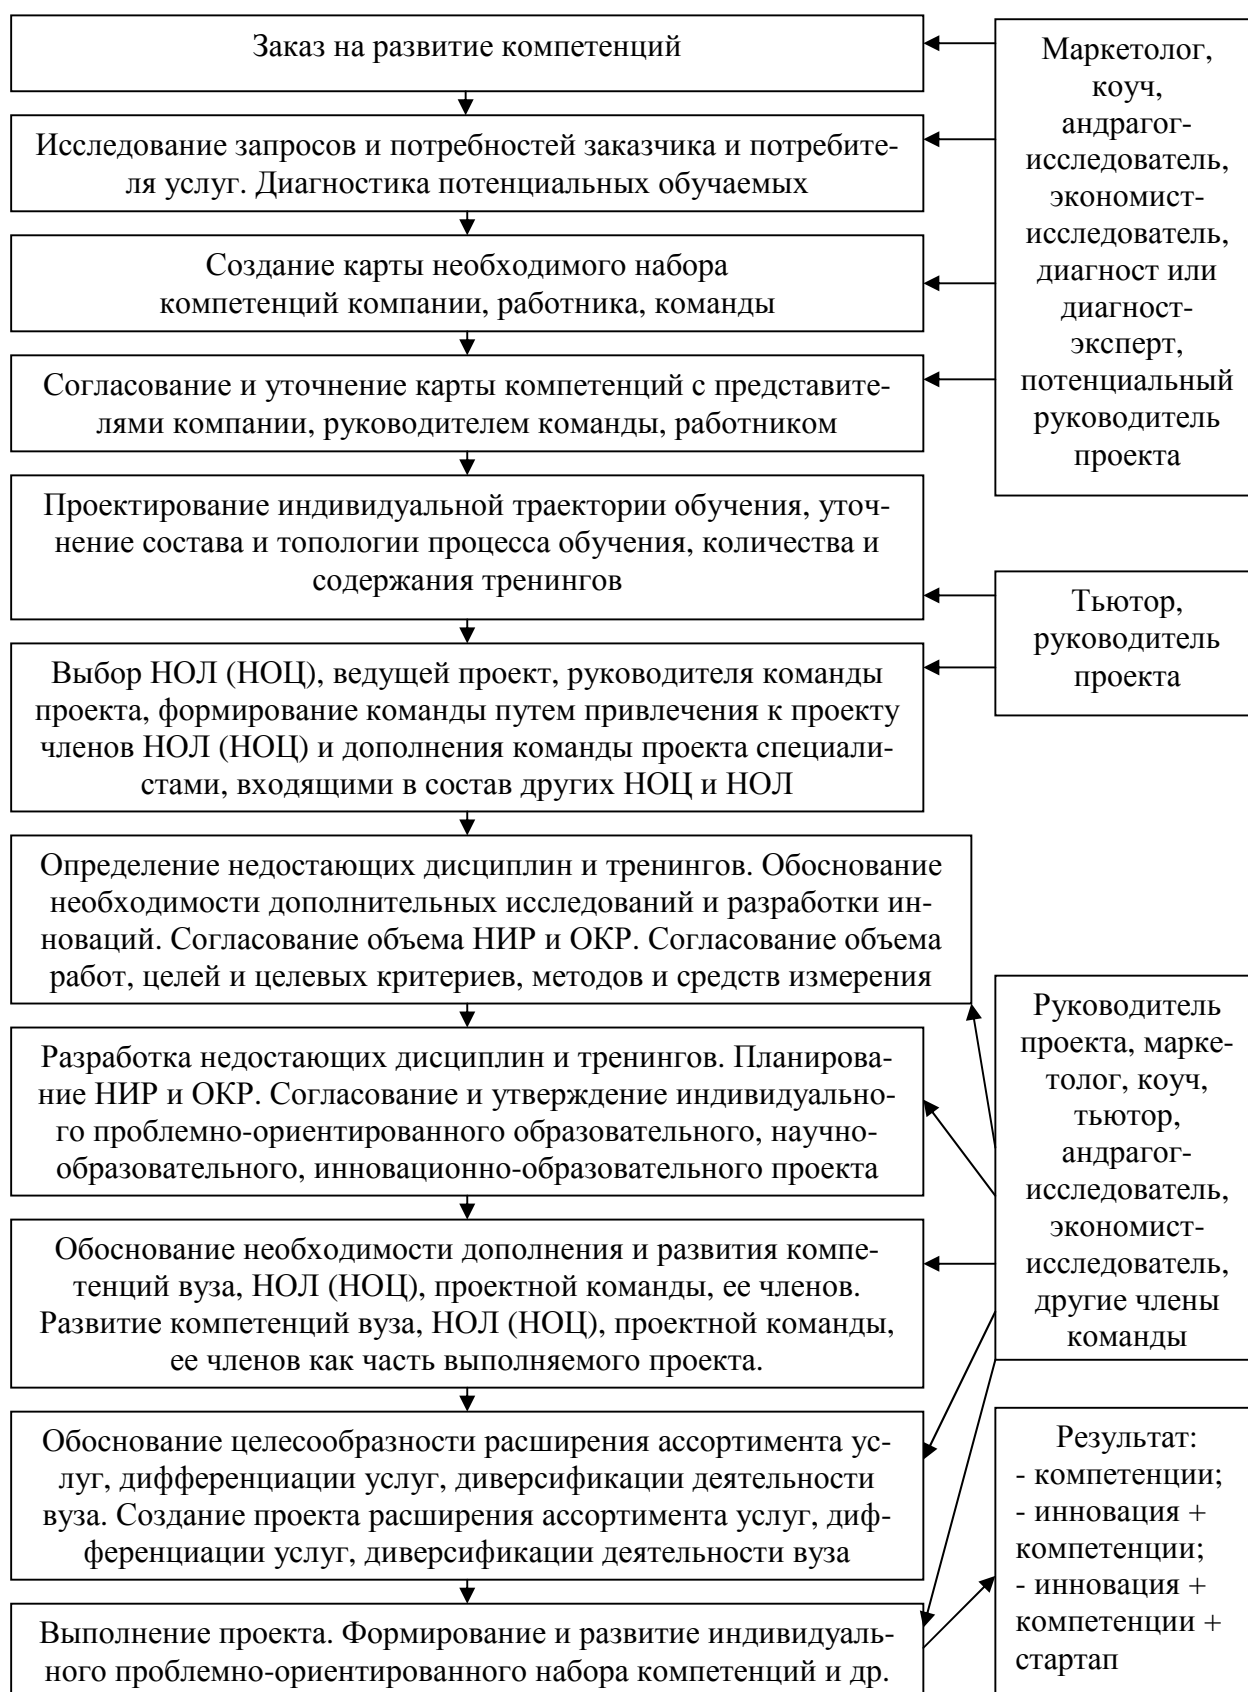 Заказ на развитие компетенций
Исследование запросов и потребностей заказчика и потребите-
ля услуг. Диагностика потенциальных обучаемых
Создание карты необходимого набора
компетенций компании, работника, команды
Согласование и уточнение карты компетенций с представите-
лями компании, руководителем команды, работником
Маркетолог,
коуч,
андрагог-
исследователь,
экономист-
исследователь,
диагност или
диагност-
эксперт,
потенциальный
руководитель
проекта
Проектирование индивидуальной траектории обучения, уточ-
нение состава и топологии процесса обучения, количества и
содержания тренингов
Выбор НОЛ (НОЦ), ведущей проект, руководителя команды
проекта, формирование команды путем привлечения к проекту
членов НОЛ (НОЦ) и дополнения команды проекта специали-
стами, входящими в состав других НОЦ и НОЛ
Тьютор,
руководитель
проекта
Определение недостающих дисциплин и тренингов. Обоснование
необходимости дополнительных исследований и разработки ин-
новаций. Согласование объема НИР и ОКР. Согласование объема
работ, целей и целевых критериев, методов и средств измерения
Разработка недостающих дисциплин и тренингов. Планирова-
ние НИР и ОКР. Согласование и утверждение индивидуально-
го проблемно-ориентированного образовательного, научно-
образовательного, инновационно-образовательного проекта
Обоснование необходимости дополнения и развития компе-
тенций вуза, НОЛ (НОЦ), проектной команды, ее членов.
Развитие компетенций вуза, НОЛ (НОЦ), проектной команды,
ее членов как часть выполняемого проекта.
Руководитель
проекта, марке-
толог, коуч,
тьютор,
андрагог-
исследователь,
экономист-
исследователь,
другие члены
команды
Обоснование целесообразности расширения ассортимента ус-
луг, дифференциации услуг, диверсификации деятельности
вуза. Создание проекта расширения ассортимента услуг, диф-
ференциации услуг, диверсификации деятельности вуза
Выполнение проекта. Формирование и развитие индивидуаль-
ного проблемно-ориентированного набора компетенций и др.
Результат:
- компетенции;
- инновация +
компетенции;
- инновация +
компетенции +
стартап